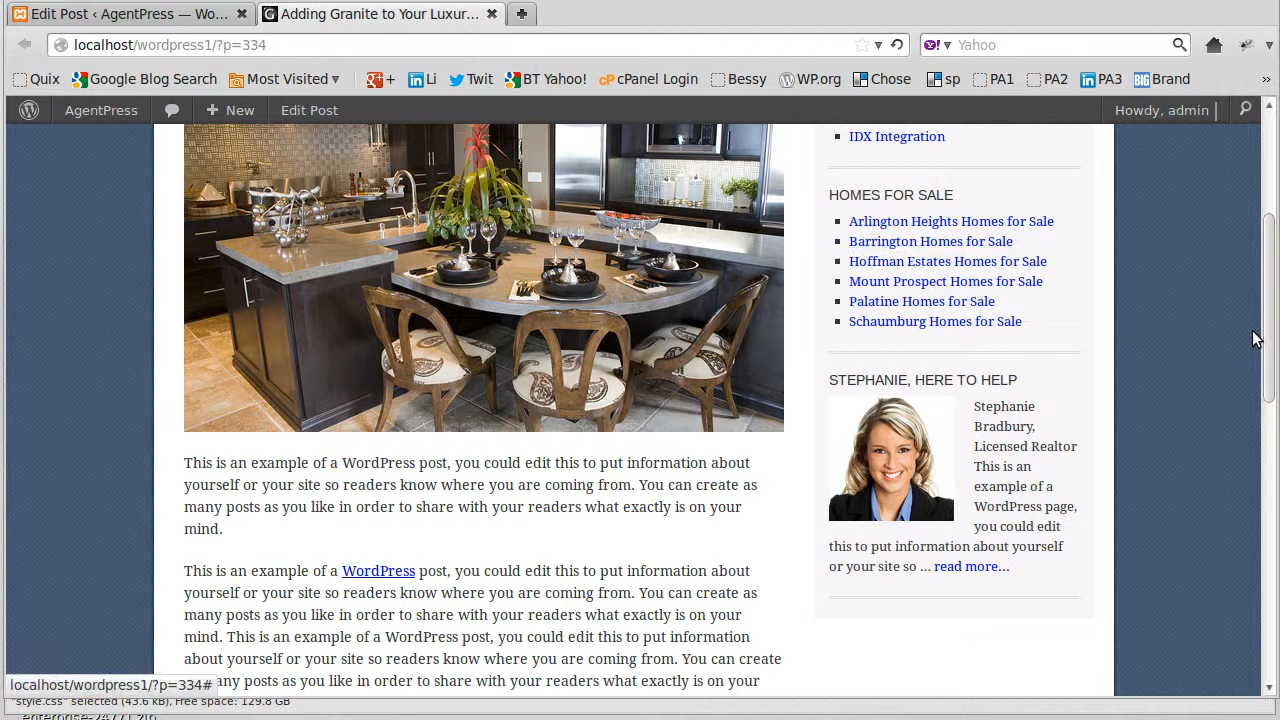 Edit Post ‹ AgentPress — Wo...
Adding Granite to Your Luxur...
localhost/wordpress1/?p=334
Yahoo
Quix
Google Blog Search
Most Visited
+
Li
Twit
BT Yahoo!
cPanel Login
Bessy
WP.org
Chose
sp
PA1
PA2
PA3
BIG Brand
»
AgentPress
+ New
Edit Post
Howdy, admin
IDX Integration
HOMES FOR SALE
Arlington Heights Homes for Sale
Barrington Homes for Sale
Hoffman Estates Homes for Sale
Mount Prospect Homes for Sale
Palatine Homes for Sale
Schaumburg Homes for Sale
STEPHANIE, HERE TO HELP
Stephanie
Bradbury,
Licensed Realtor
This is an
example of a
WordPress page,
you could edit
this to put information about yourself
or your site so ... read more...
This is an example of a WordPress post, you could edit this to put information about
yourself or your site so readers know where you are coming from. You can create as
many posts as you like in order to share with your readers what exactly is on your
mind.
This is an example of a WordPress post, you could edit this to put information about
yourself or your site so readers know where you are coming from. You can create as
many posts as you like in order to share with your readers what exactly is on your
mind. This is an example of a WordPress post, you could edit this to put information
about yourself or your site so readers know where you are coming from. You can create
any posts as you like in order to share with your readers what exactly is on your
localhost/wordpress1/?p=334#
"style.css" selected (43.6 kB), Free space: 129.8 GB